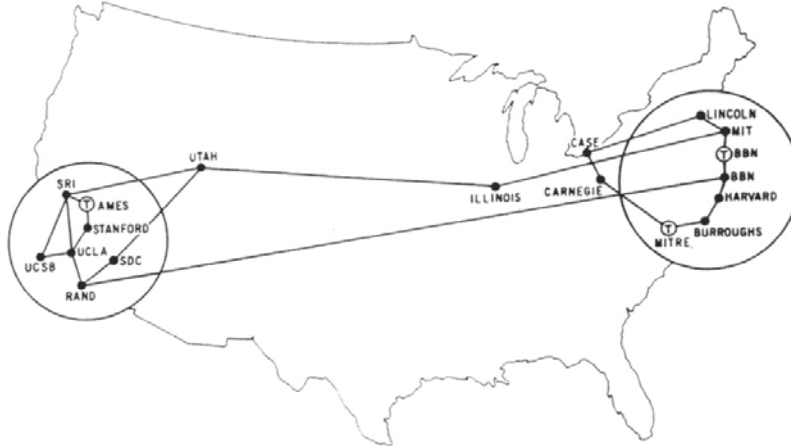 LINCOLN
MIT
CASE
T BBN
UTAH
BBN
SRI
ILLINOIS
CARNEGIE
T AMES
HARVARD
STANFORD
BURROUGHS
T
MITRE
UCLA
SDC
UCSB
RAND